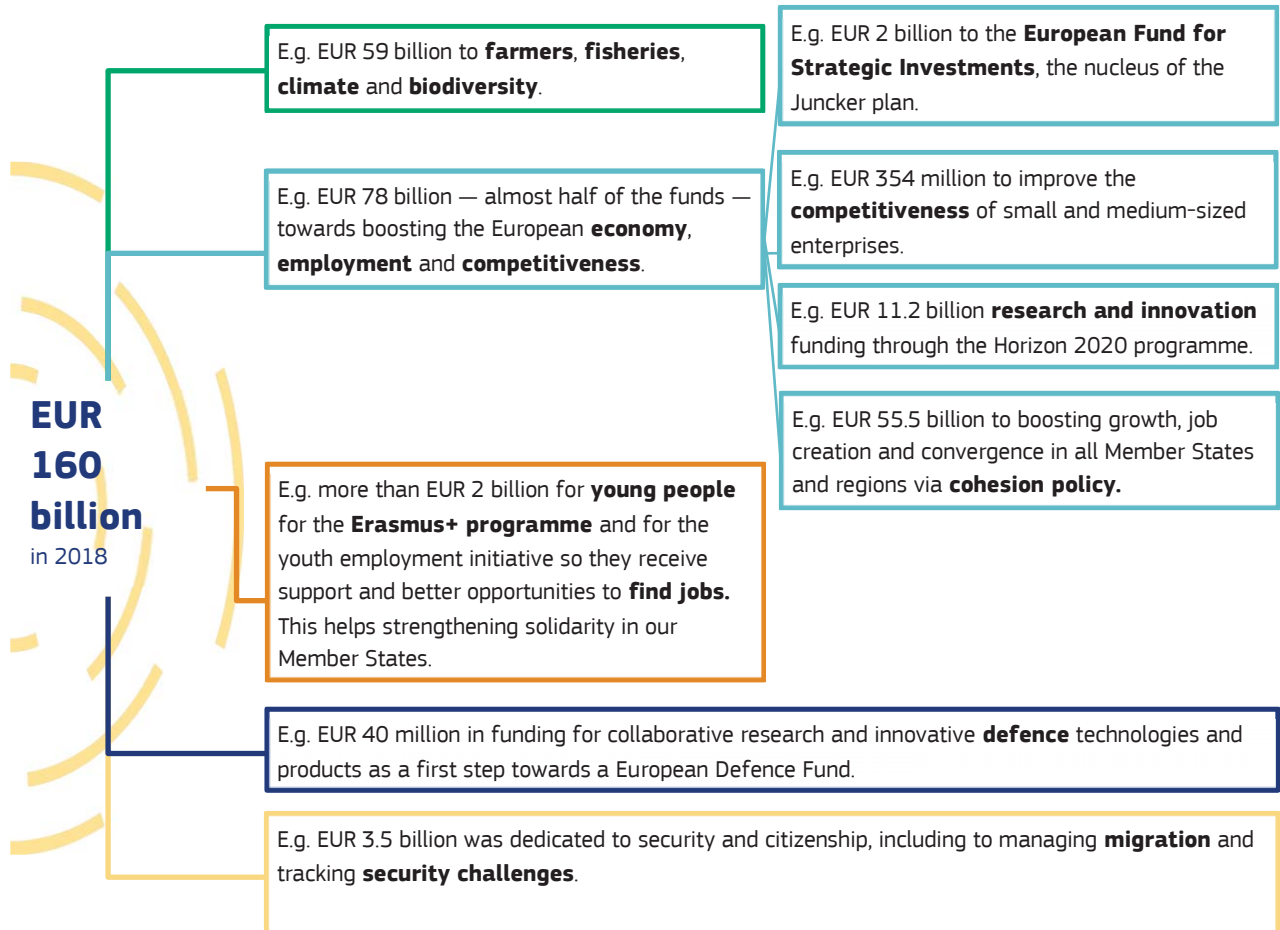 EUR
160
billion
in 2018
E.g. EUR 59 billion to farmers, fisheries,
climate and biodiversity.
E.g. EUR 78 billion — almost half of the funds —
towards boosting the European economy,
employment and competitiveness.
E.g. EUR 2 billion to the European Fund for
Strategic Investments, the nucleus of the
Juncker plan.
E.g. EUR 354 million to improve the
competitiveness of small and medium-sized
enterprises.
E.g. EUR 11.2 billion research and innovation
funding through the Horizon 2020 programme.
E.g. EUR 55.5 billion to boosting growth, job
creation and convergence in all Member States
and regions via cohesion policy.
E.g. more than EUR 2 billion for young people
for the Erasmus+ programme and for the
youth employment initiative so they receive
support and better opportunities to find jobs.
This helps strengthening solidarity in our
Member States.
E.g. EUR 40 million in funding for collaborative research and innovative defence technologies and
products as a first step towards a European Defence Fund.
E.g. EUR 3.5 billion was dedicated to security and citizenship, including to managing migration and
tracking security challenges.